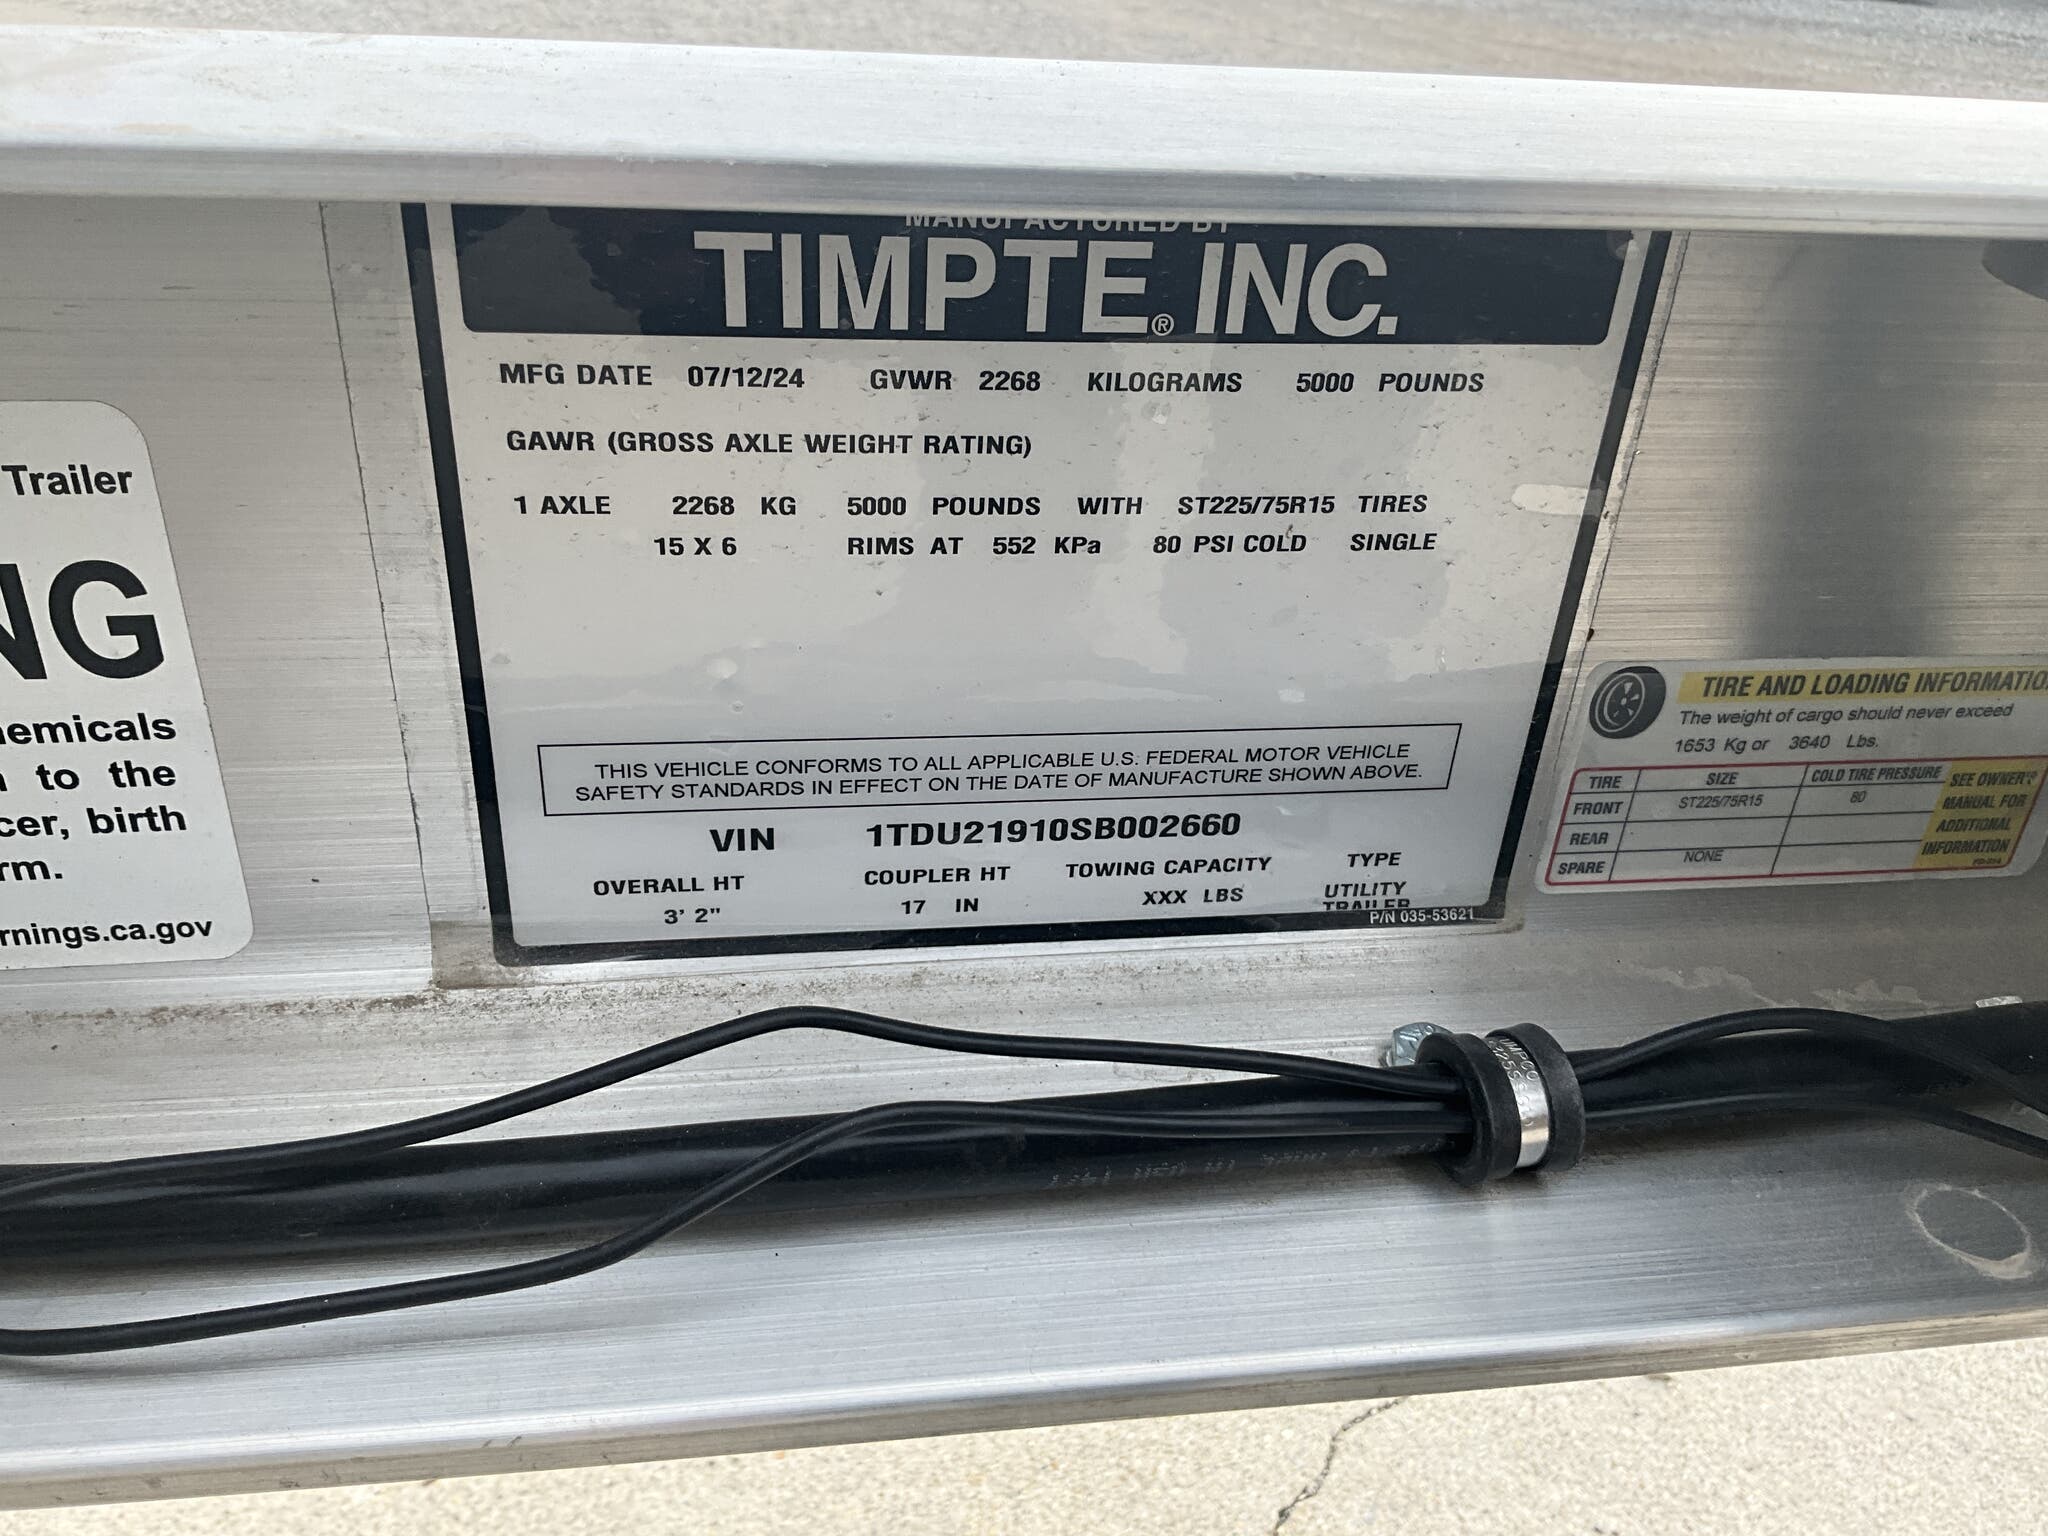 MANUFACTURED BY
TIMPTE® INC.
MFG DATE 07/12/24 GVWR 2268 KILOGRAMS 5000 POUNDS
GAWR (GROSS AXLE WEIGHT RATING)
1 AXLE 2268 KG 5000 POUNDS WITH ST225/75R15 TIRES
15 X 6 RIMS AT 552 KPa 80 PSI COLD SINGLE
THIS VEHICLE CONFORMS TO ALL APPLICABLE U.S. FEDERAL MOTOR VEHICLE
SAFETY STANDARDS IN EFFECT ON THE DATE OF MANUFACTURE SHOWN ABOVE.
VIN 1TDU21910SB002660
OVERALL HT COUPLER HT TOWING CAPACITY TYPE
3' 2" 17 IN XXX LBS UTILITY
TRAILER
P/N 035-53621
Trailer
NG
hemicals
to the
cer, birth
rm.
rnings.ca.gov
TIRE AND LOADING INFORMATIO
The weight of cargo should never exceed
1653 Kg or 3640 Lbs.
TIRE SIZE COLD TIRE PRESSURE
FRONT ST225/75R15 80
REAR
SPARE NONE
SEE OWNER'S
MANUAL FOR
ADDITIONAL
INFORMATION